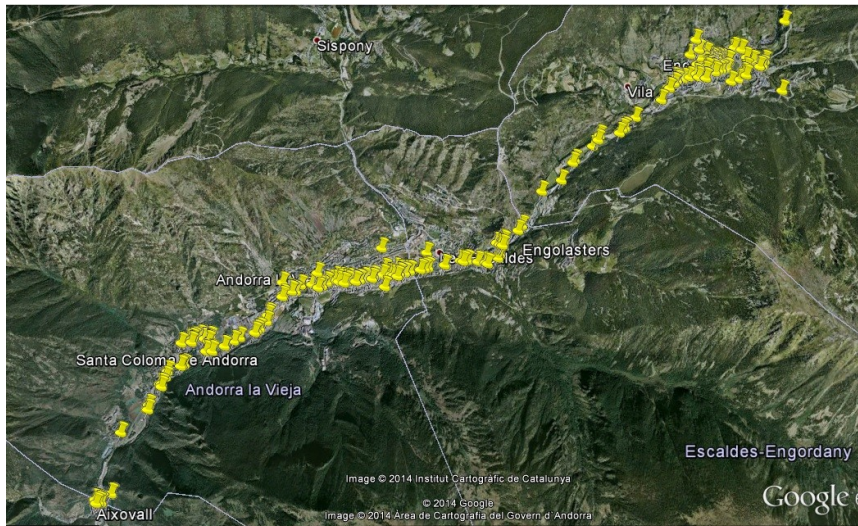 Sispony
Vila
Engolasters
Andorra
Santa Coloma de Andorra
Andorra la Vieja
Escaldes-Engordany
Image © 2014 Institut Cartogràfic de Catalunya
© 2014 Google
Image © 2014 Àrea de Cartografia del Govern d´Andorra
Google
Aixovall